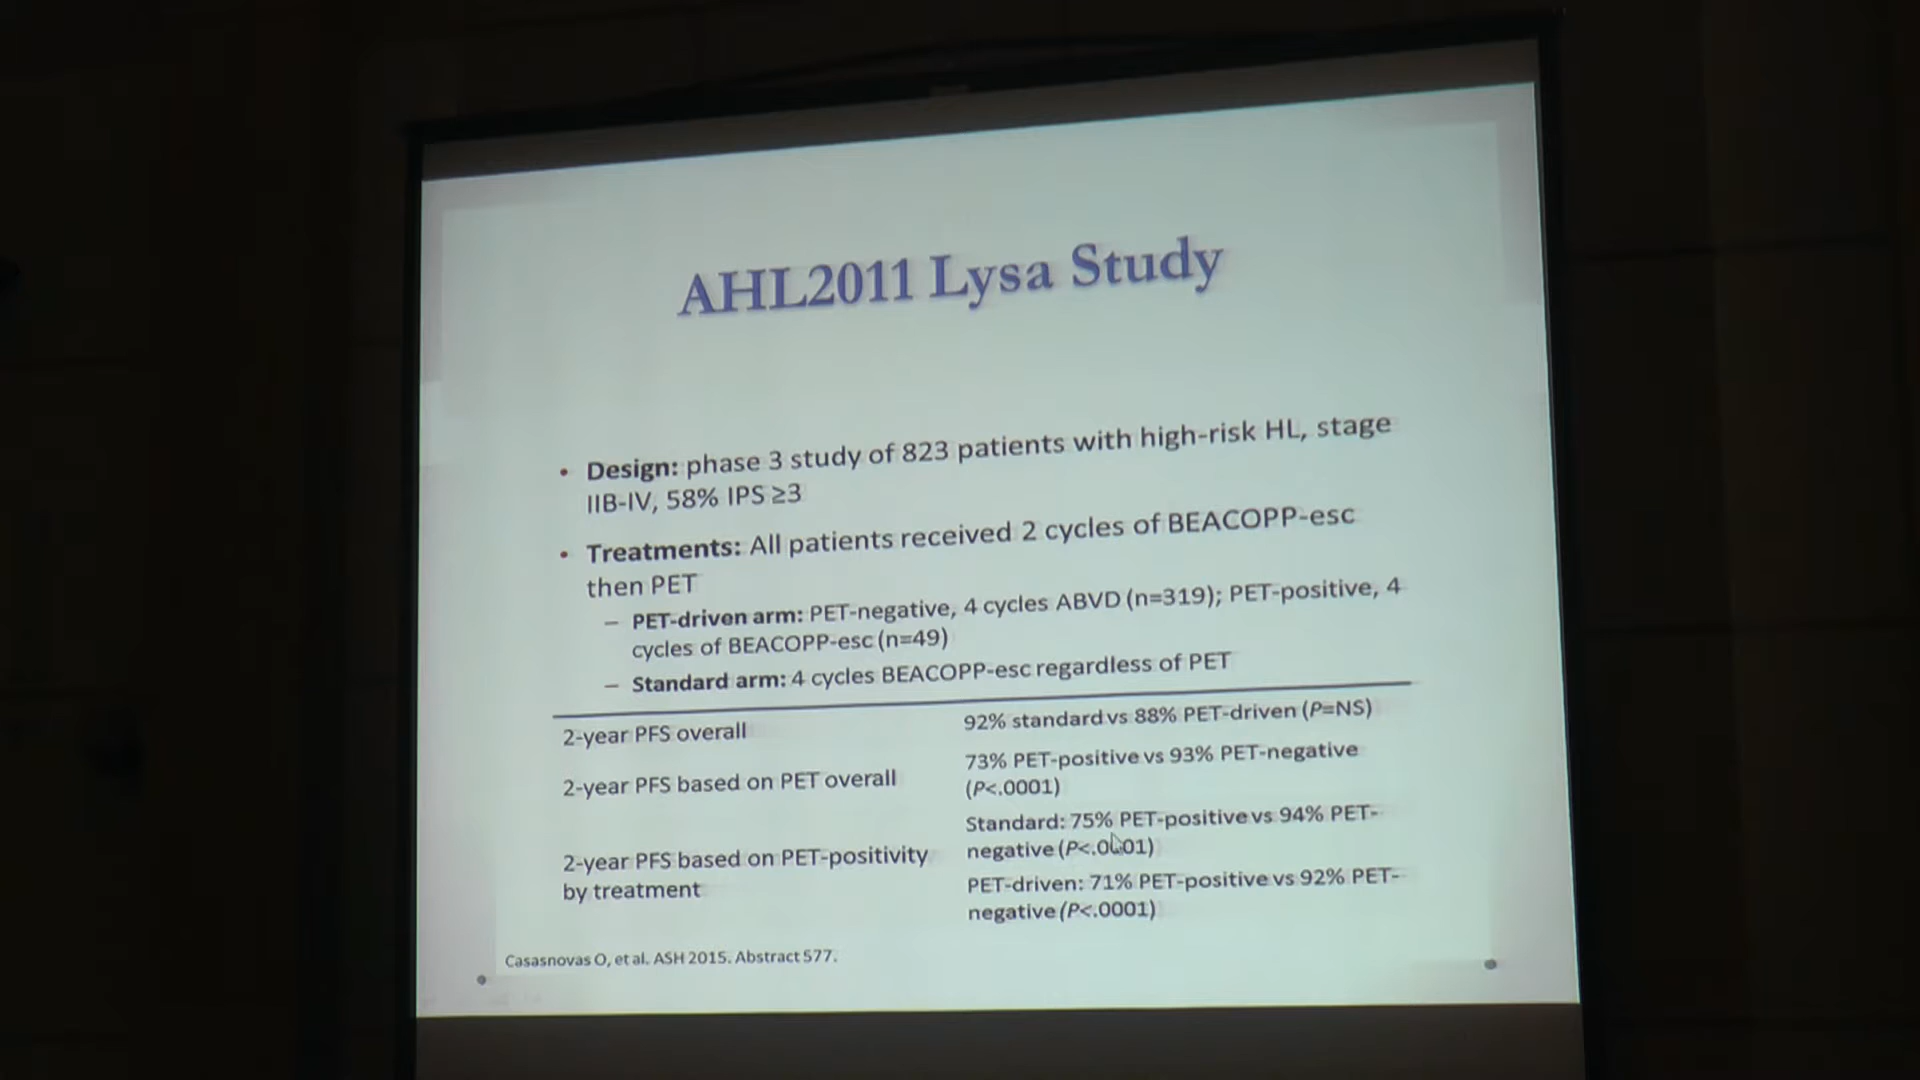 AHL2011 Lysa Study
• Design: phase 3 study of 823 patients with high-risk HL, stage
IIB-IV, 58% IPS ≥3
• Treatments: All patients received 2 cycles of BEACOPP-esc
then PET
– PET-driven arm: PET-negative, 4 cycles ABVD (n=319); PET-positive, 4
cycles of BEACOPP-esc (n=49)
– Standard arm: 4 cycles BEACOPP-esc regardless of PET
2-year PFS overall
92% standard vs 88% PET-driven (P=NS)
2-year PFS based on PET overall
73% PET-positive vs 93% PET-negative
(P<.0001)
2-year PFS based on PET-positivity
by treatment
Standard: 75% PET-positive vs 94% PET-
negative (P<.0001)
PET-driven: 71% PET-positive vs 92% PET-
negative (P<.0001)
Casasnovas O, et al. ASH 2015. Abstract 577.